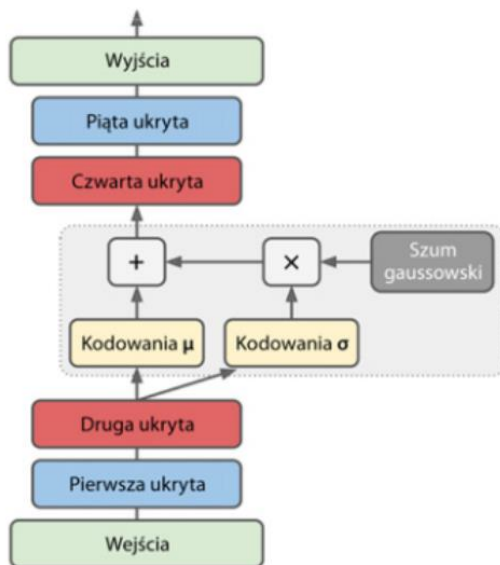 Wyjścia
Piąta ukryta
Czwarta ukryta
+
×
Szum
gaussowski
Kodowania μ
Kodowania σ
Druga ukryta
Pierwsza ukryta
Wejścia